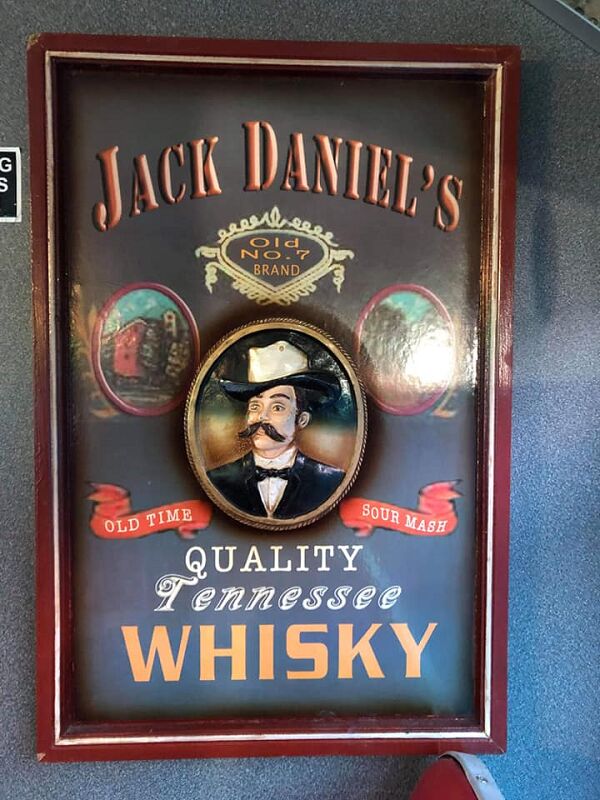 G
S
JACK DANIEL'S
Old
No. 7
BRAND
OLD TIME
SOUR MASH
QUALITY
Tennessee
WHISKY